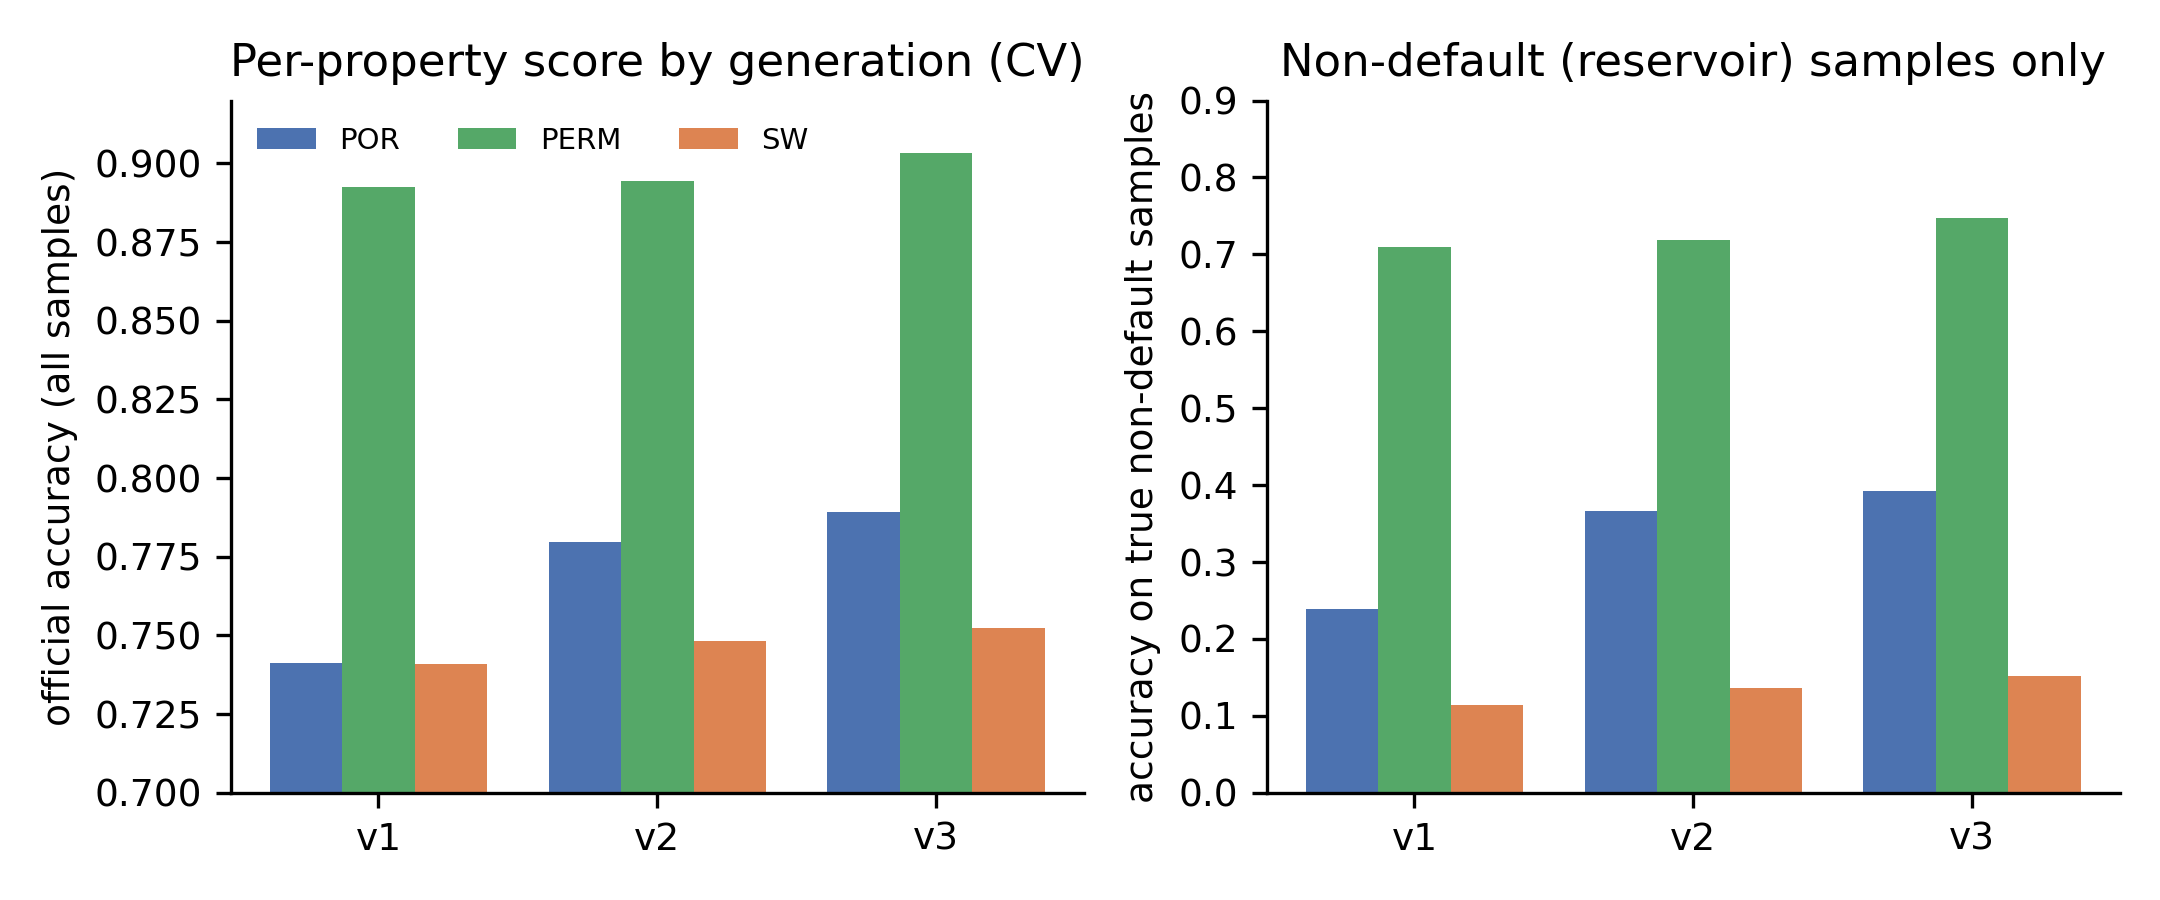 Per-property score by generation (CV)
official accuracy (all samples)
POR PERM SW
0.900
0.875
0.850
0.825
0.800
0.775
0.750
0.725
0.700
v1 v2 v3
Non-default (reservoir) samples only
accuracy on true non-default samples
0.9
0.8
0.7
0.6
0.5
0.4
0.3
0.2
0.1
0.0
v1 v2 v3